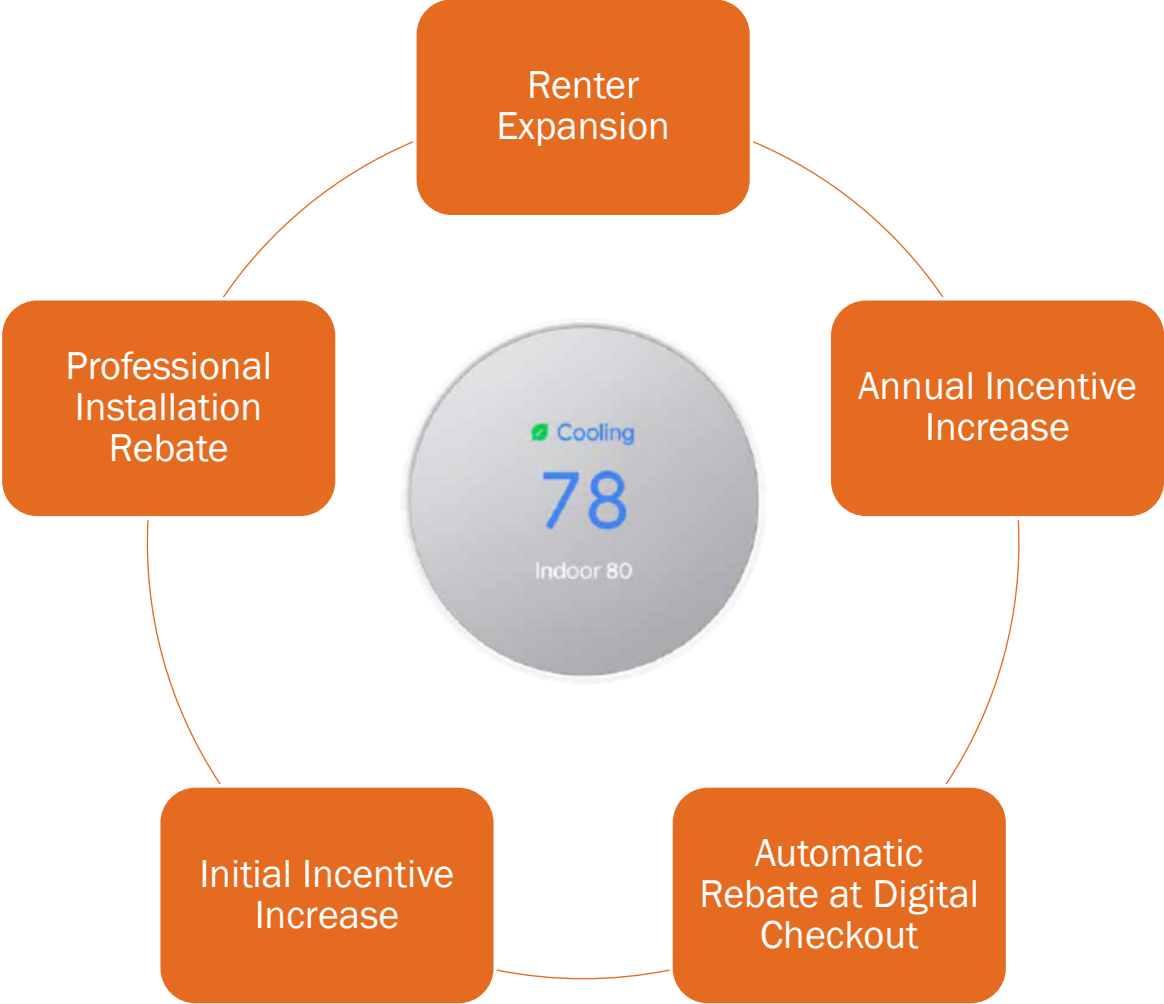 Renter
Expansion
Professional
Installation
Rebate
Annual Incentive
Increase
Cooling
78
Indoor 80
Initial Incentive
Increase
Automatic
Rebate at Digital
Checkout